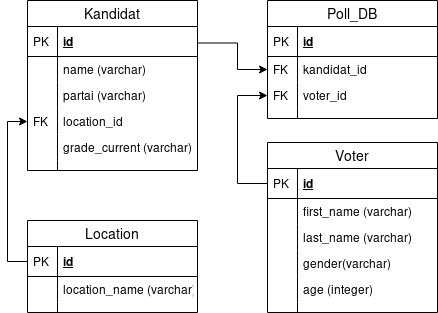 Kandidat
PK id
name (varchar)
partai (varchar)
FK location_id
grade_current (varchar)
Poll_DB
PK id
FK kandidat_id
FK voter_id
Voter
PK id
first_name (varchar)
last_name (varchar)
gender(varchar)
age (integer)
Location
PK id
location_name (varchar